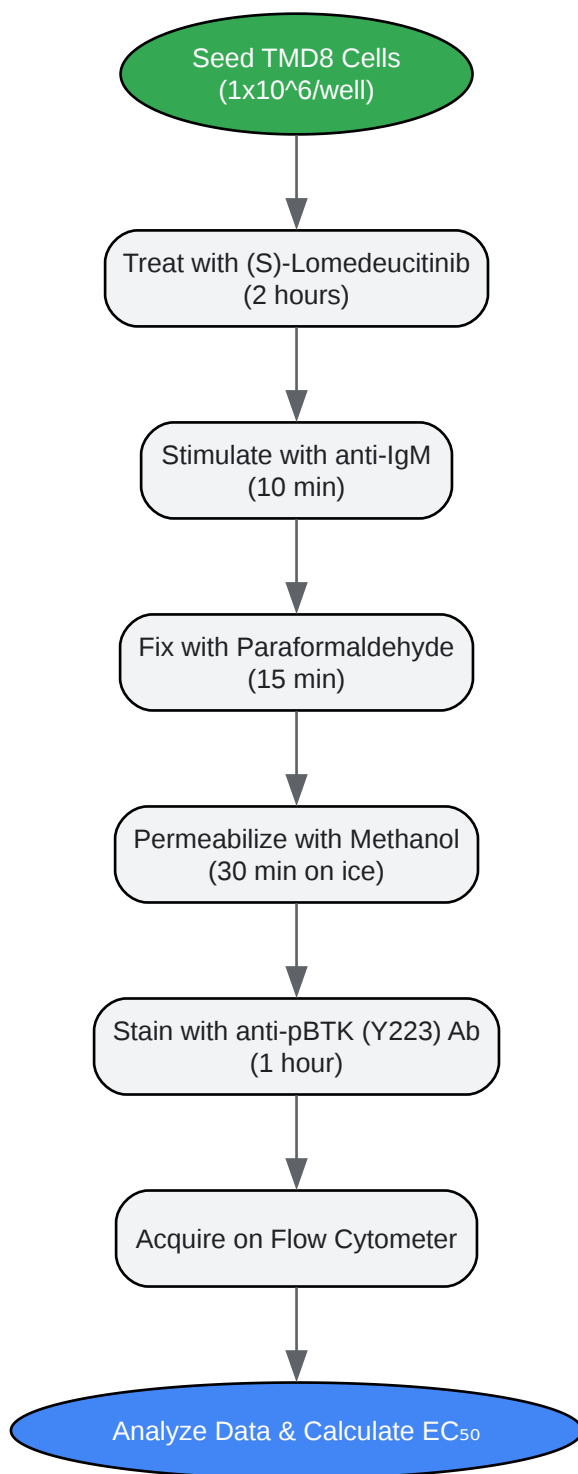 Seed TMD8 Cells
(1x10^6/well)
Treat with (S)-Lomedeucitinib
(2 hours)
Stimulate with anti-IgM
(10 min)
Fix with Paraformaldehyde
(15 min)
Permeabilize with Methanol
(30 min on ice)
Stain with anti-pBTK (Y223) Ab
(1 hour)
Acquire on Flow Cytometer
Analyze Data & Calculate EC₅₀